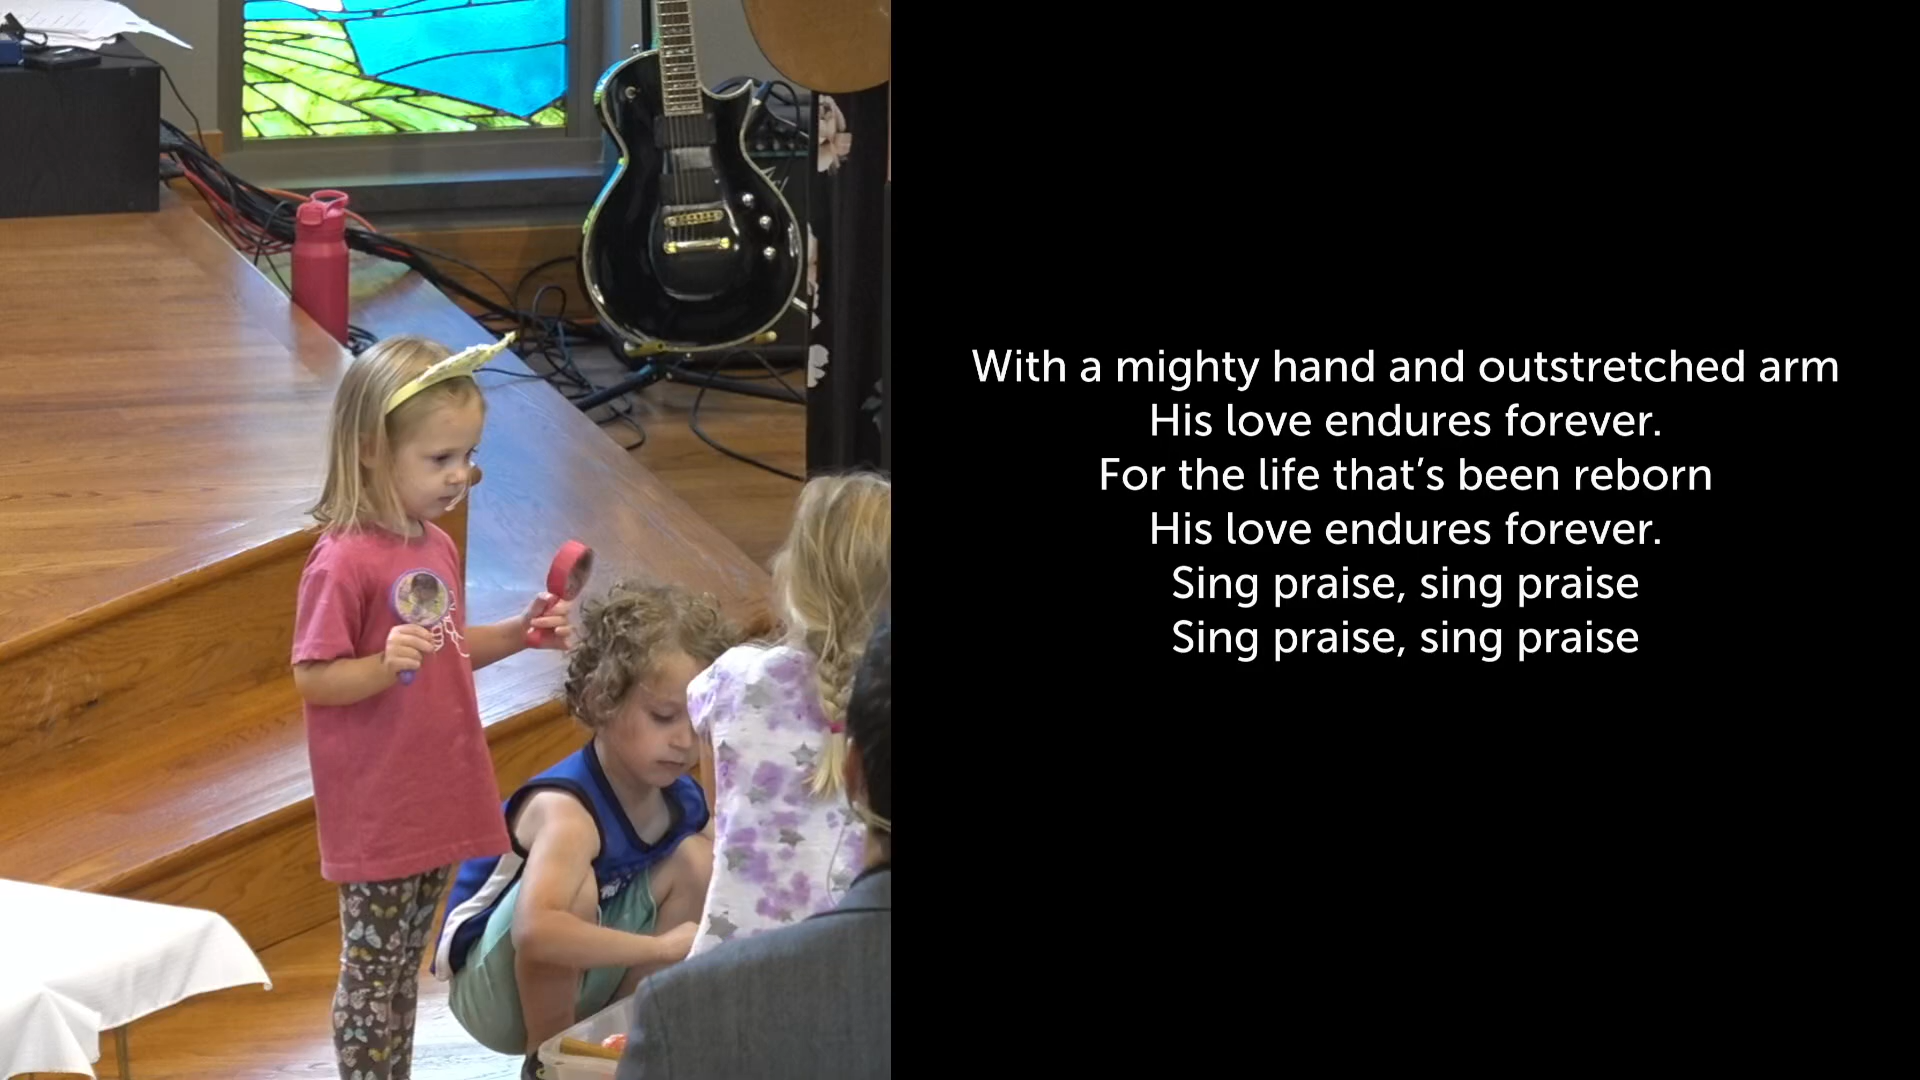 With a mighty hand and outstretched arm
His love endures forever.
For the life that’s been reborn
His love endures forever.
Sing praise, sing praise
Sing praise, sing praise